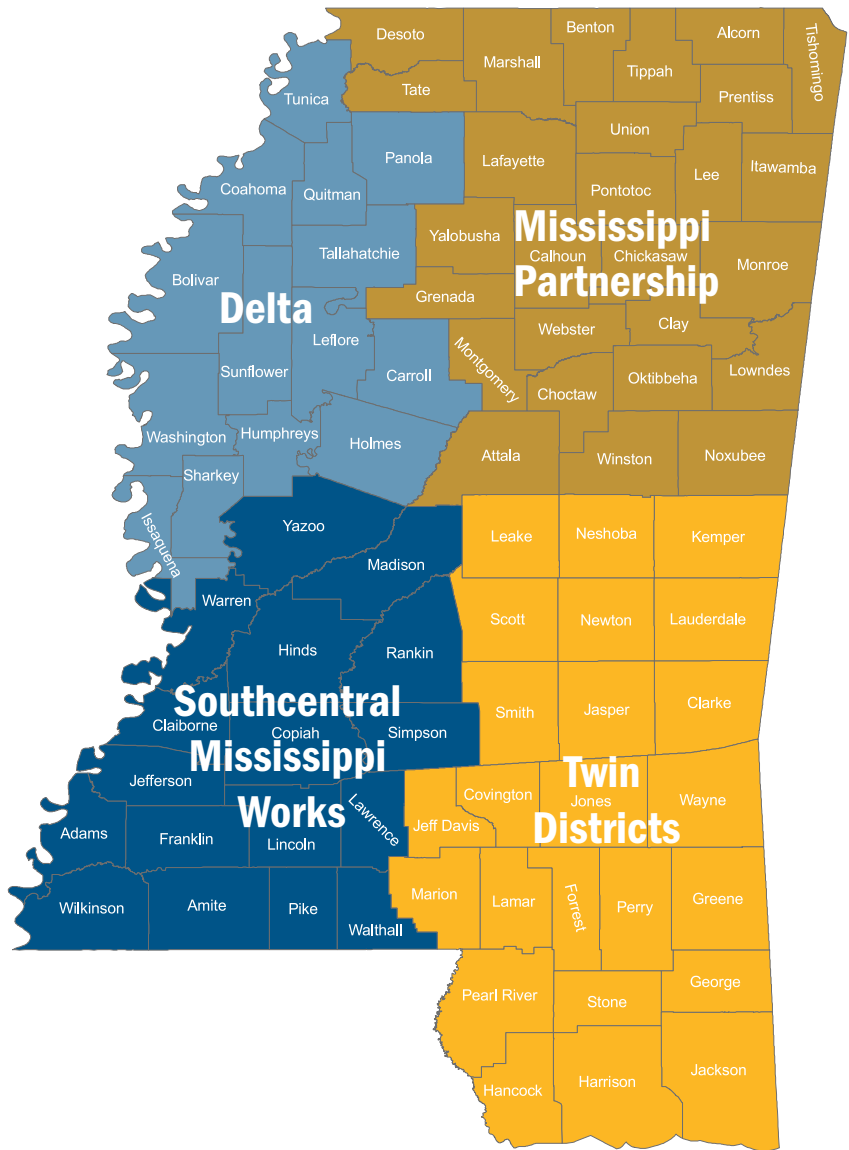 Desoto
Benton
Alcorn
Tishomingo
Marshall
Tippah
Tate
Prentiss
Tunica
Union
Panola
Lafayette
Lee
Itawamba
Coahoma
Quitman
Pontotoc
Yalobusha
Mississippi
Tallahatchie
Calhoun
Chickasaw
Monroe
Bolivar
Partnership
Grenada
Delta
Webster
Clay
Leflore
Montgomery
Sunflower
Carroll
Choctaw
Oktibbeha
Lowndes
Washington
Humphreys
Holmes
Attala
Winston
Noxubee
Sharkey
Issaquena
Yazoo
Leake
Neshoba
Kemper
Madison
Warren
Scott
Newton
Lauderdale
Hinds
Rankin
Southcentral
Claiborne
Copiah
Simpson
Smith
Jasper
Clarke
Mississippi
Jefferson
Twin
Covington
Jones
Wayne
Works
Lawrence
Jeff Davis
Districts
Adams
Franklin
Lincoln
Marion
Lamar
Forrest
Perry
Greene
Wilkinson
Amite
Pike
Walthall
Pearl River
Stone
George
Hancock
Harrison
Jackson